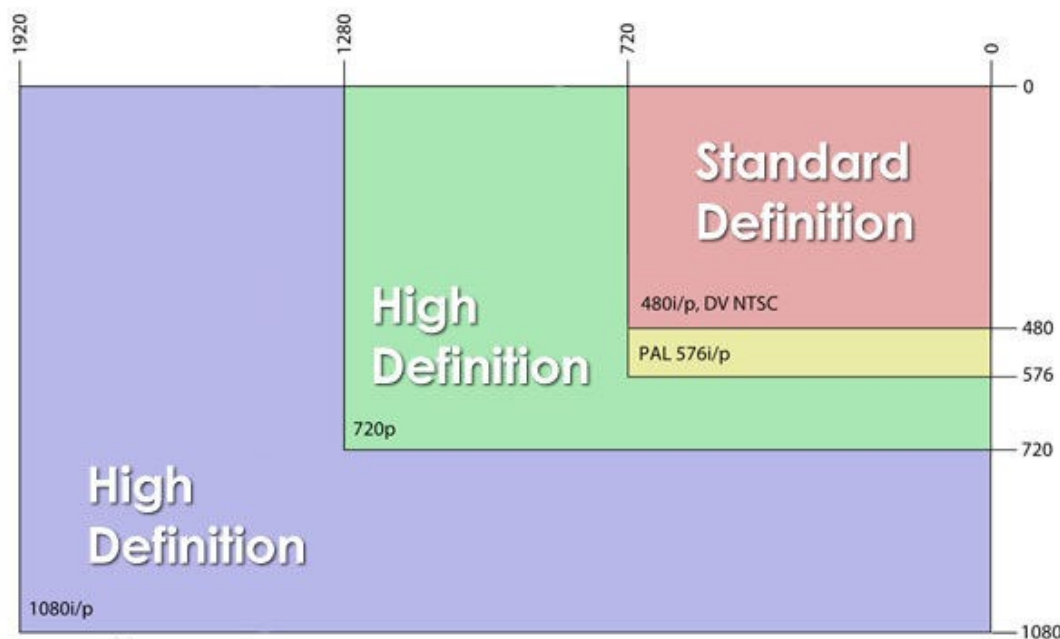 1920
1280
720
0
0
Standard
Definition
480i/p, DV NTSC
480
PAL 576i/p
576
High
Definition
720p
720
High
Definition
1080i/p
1080